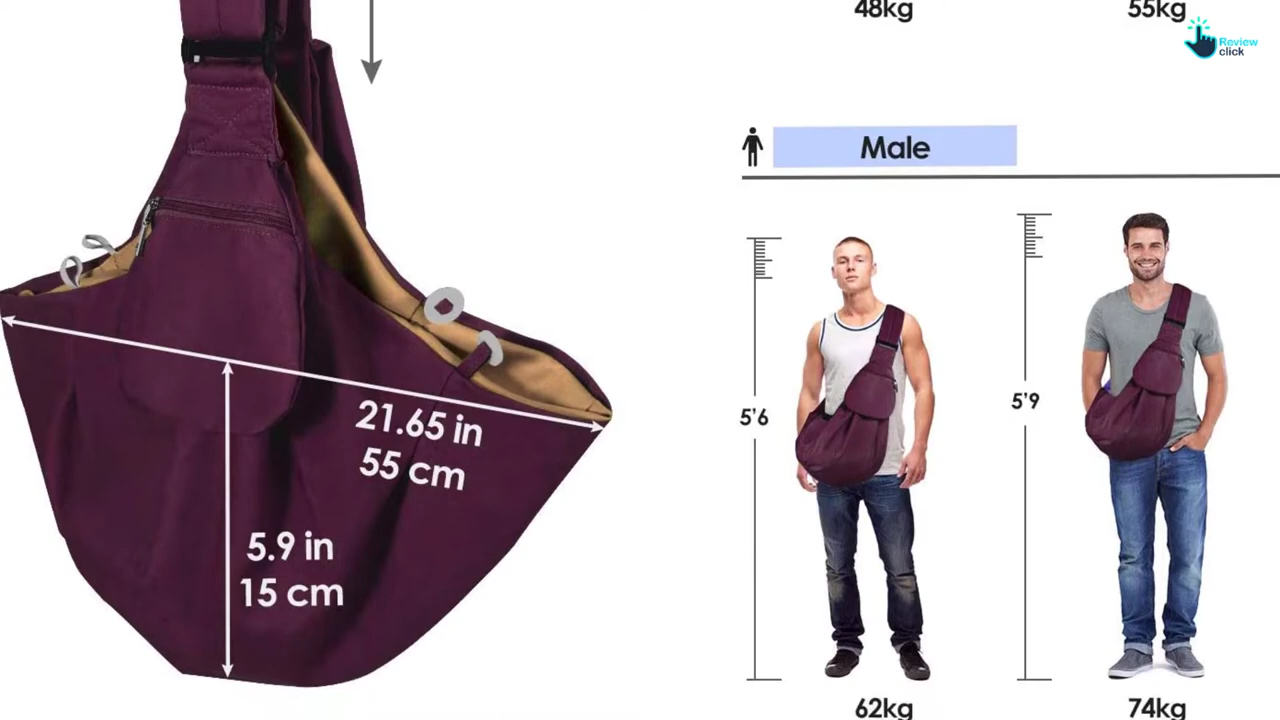 48kg
55kg
Review
click
Male
21.65 in
55 cm
5.9 in
15 cm
5'6
5'9
62kg
74kg